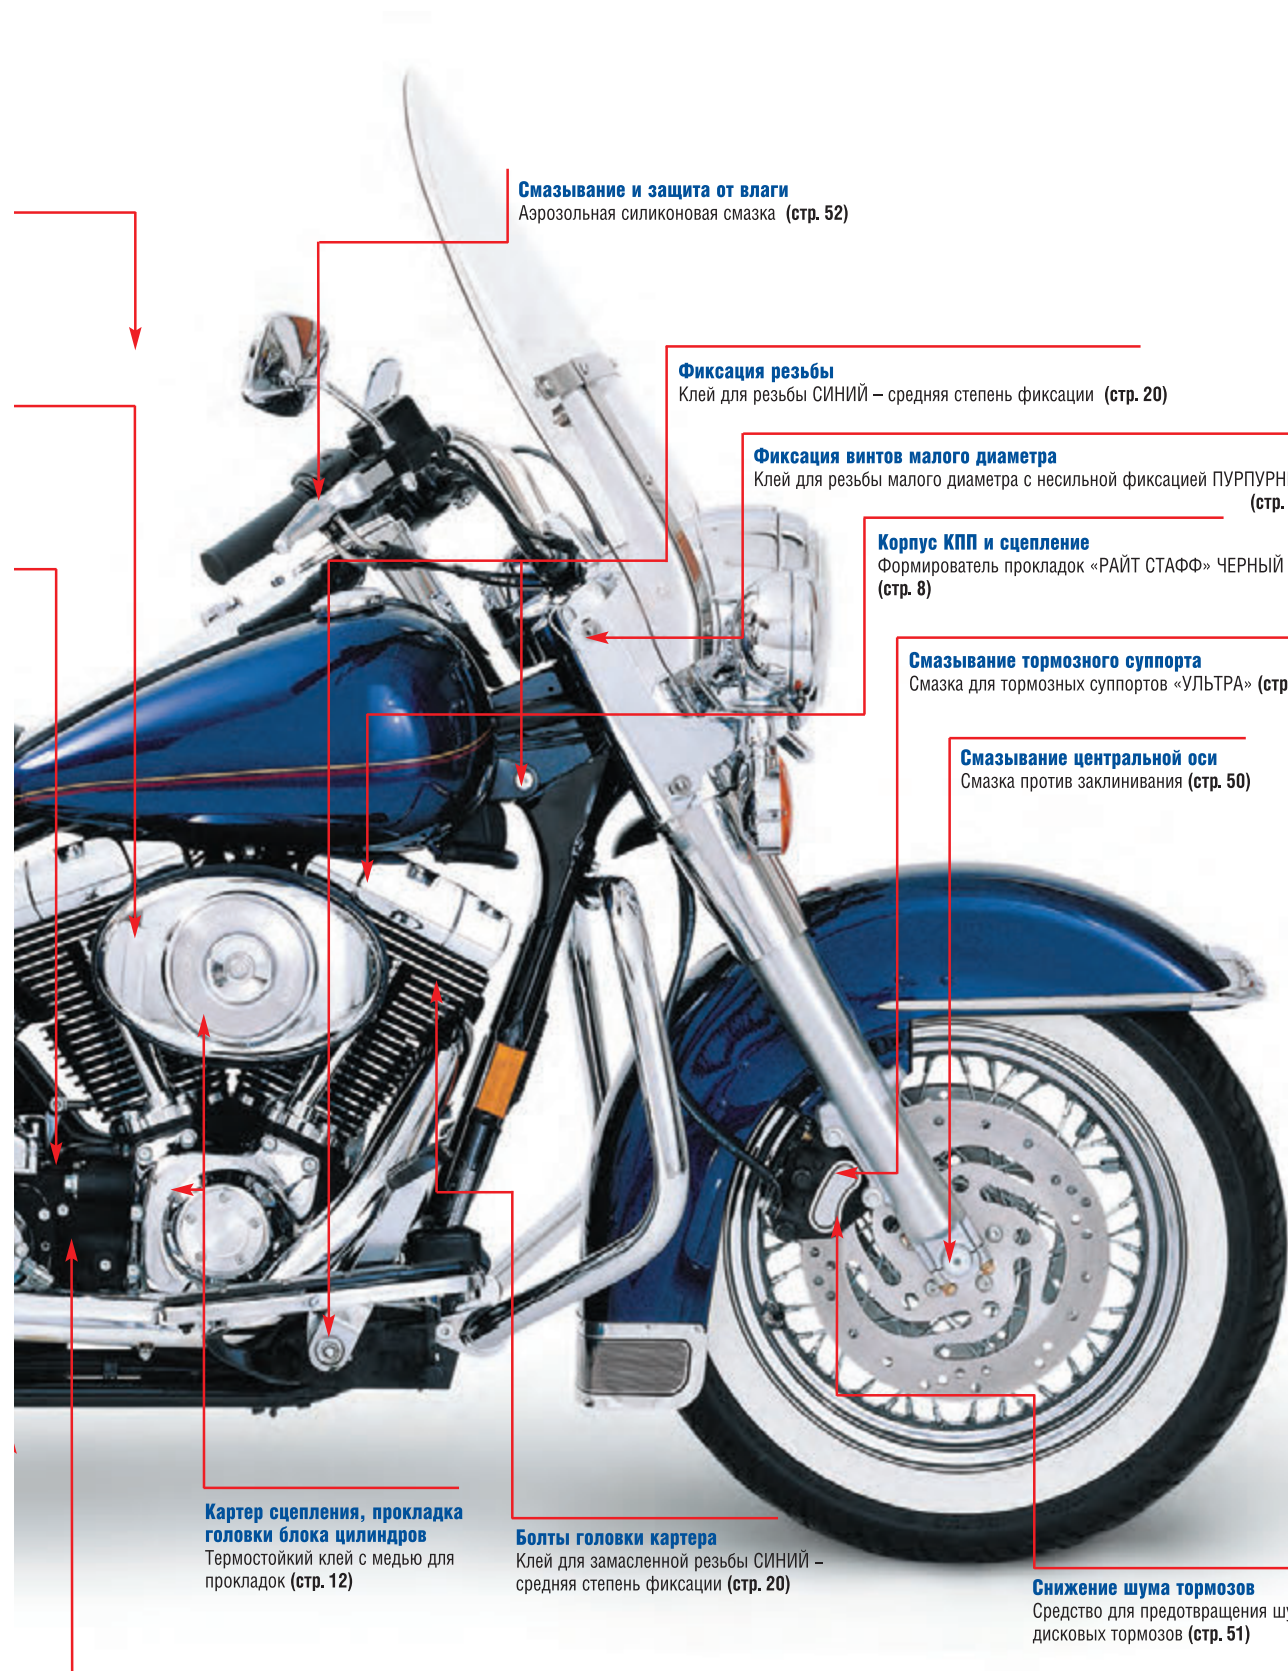 Смазывание и защита от влаги
Аэрозольная силиконовая смазка (стр. 52)
Фиксация резьбы
Клей для резьбы СИНИЙ – средняя степень фиксации (стр. 20)
Фиксация винтов малого диаметра
Клей для резьбы малого диаметра с несильной фиксацией
(стр.
Корпус КПП и сцепление
Формирователь прокладок «РАЙТ СТАФФ» ЧЕРНЫЙ
(стр. 8)
Смазывание тормозного суппорта
Смазка для тормозных суппортов «УЛЬТРА» (стр
Смазывание центральной оси
Смазка против заклинивания (стр. 50)
Картер сцепления, прокладка
головки блока цилиндров
Термостойкий клей с медью для
прокладок (стр. 12)
Болты головки картера
Клей для замасленной резьбы СИНИЙ –
средняя степень фиксации (стр. 20)
Снижение шума тормозов
Средство для предотвращения
дисковых тормозов (стр. 51)